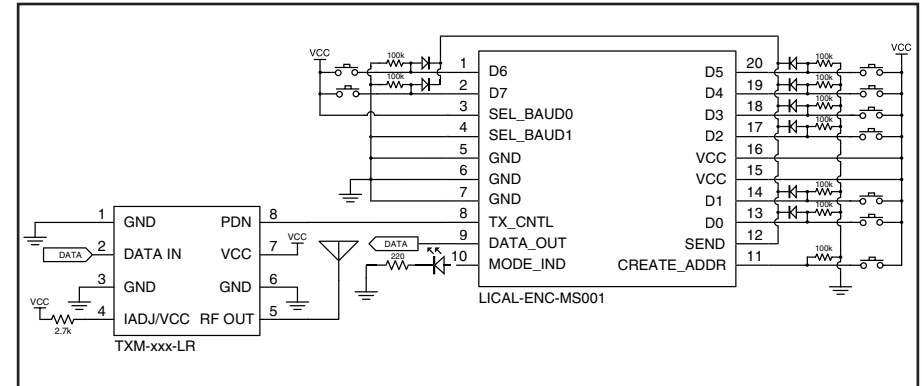 VCC
100k
100k
1 D6
2 D7
3 SEL_BAUD0
4 SEL_BAUD1
5 GND
6 GND
7 GND
8 TX_CNTL
9 DATA_OUT
10 MODE_IND
DATA
220
D5 20
D4 19
D3 18
D2 17
VCC 16
VCC 15
D1 14
D0 13
SEND 12
CREATE_ADDR 11
100k
100k
100k
100k
100k
100k
100k
VCC
LICAL-ENC-MS001
1 GND
DATA 2 DATA IN
3 GND
VCC
2.7k
4 IADJ/VCC
PDN 8
VCC 7 VCC
GND 6
RF OUT 5
TXM-xxx-LR